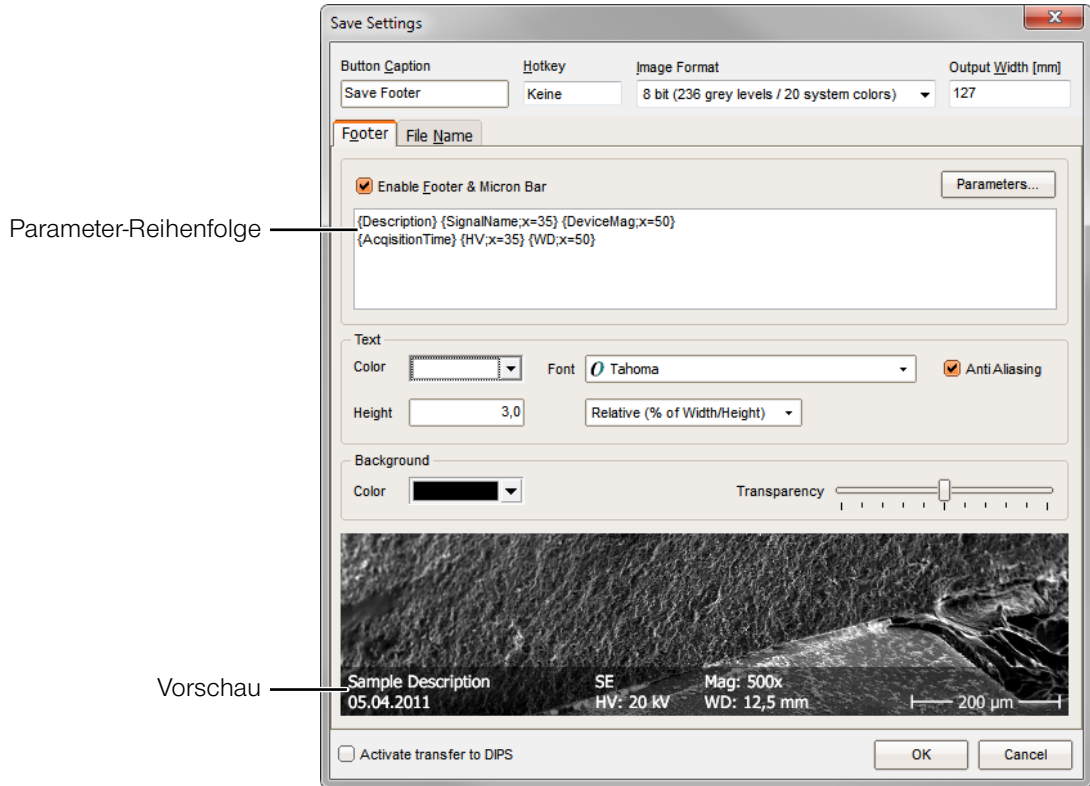 Save Settings
Button Caption Hotkey Image Format Output Width [mm]
Save Footer Keine 8 bit (236 grey levels / 20 system colors) 127
Footer File Name
Enable Footer & Micron Bar Parameters...
Parameter-Reihenfolge
{Description} {SignalName;x=35} {DeviceMag;x=50}
{AcqisitionTime} {HV;x=35} {WD;x=50}
Text
Color Font O Tahoma Anti Aliasing
Height 3,0 Relative (% of Width/Height)
Background
Color Transparency
Vorschau
Sample Description SE Mag: 500x
05.04.2011 HV: 20 kV WD: 12,5 mm 200 µm
Activate transfer to DIPS OK Cancel